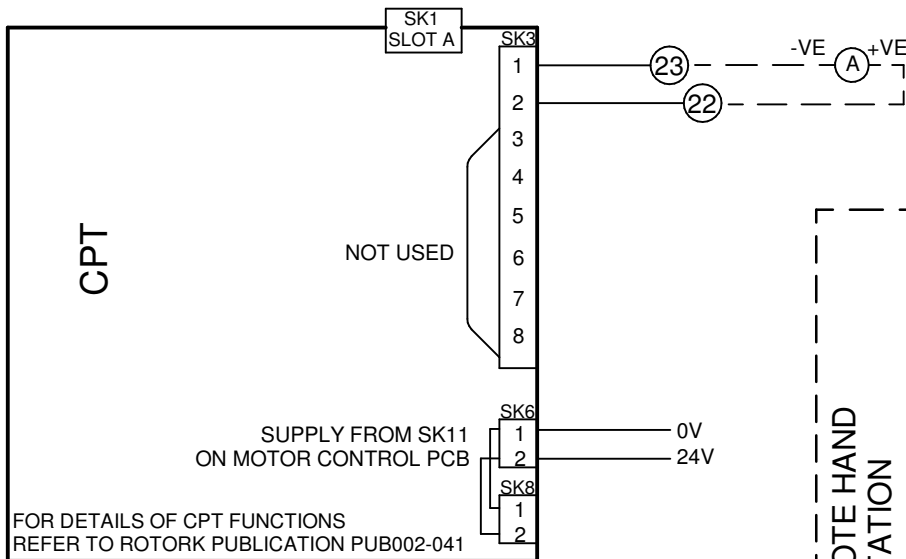 SK1
SLOT A
SK3
1
23
-VE
A
+VE
2
22
3
4
5
6
7
8
NOT USED
CPT
SK6
SUPPLY FROM SK11
ON MOTOR CONTROL PCB
1
0V
2
24V
SK8
1
2
FOR DETAILS OF CPT FUNCTIONS
REFER TO ROTORK PUBLICATION PUB002-041
HAND